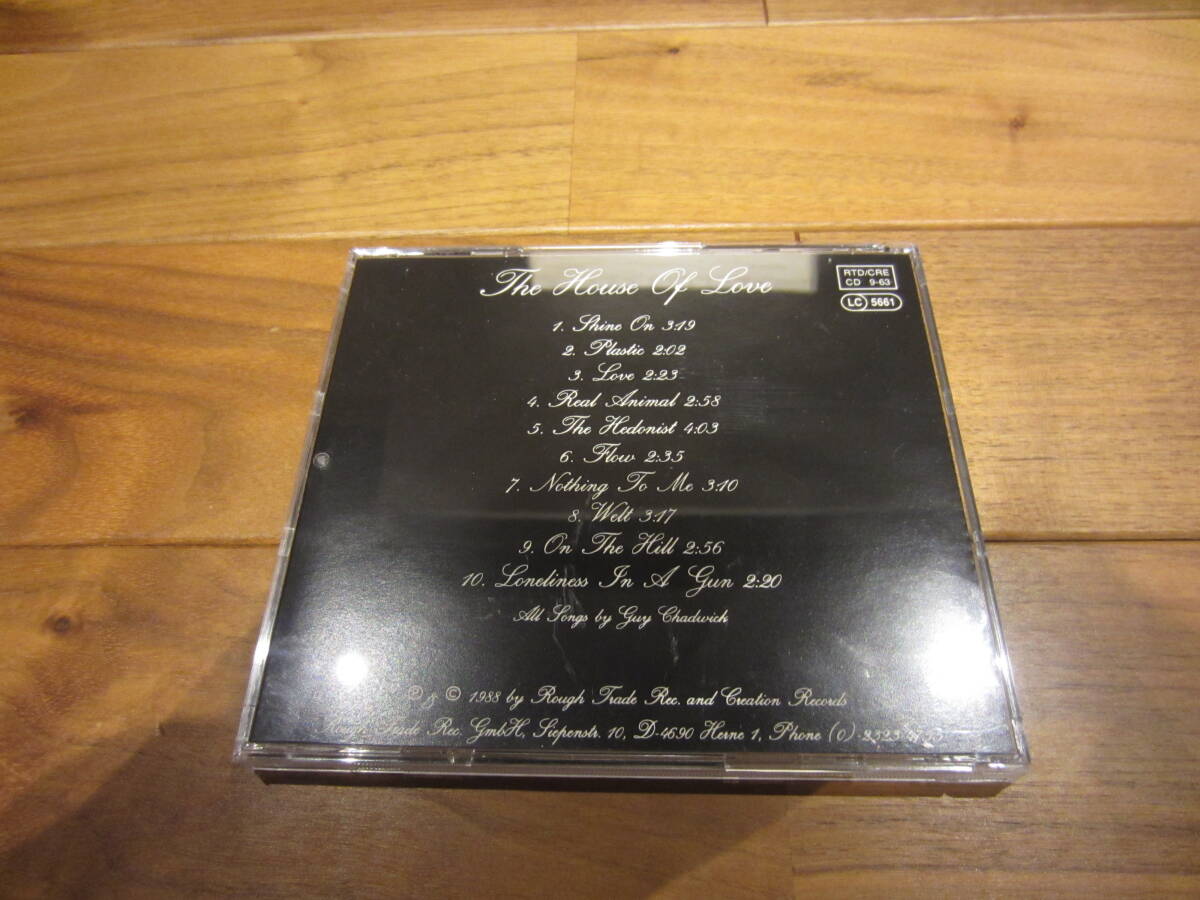 The House Of Love
RTD/CRE
CD 9-63
LC 5661
1. Shine On 3:19
2. Plastic 2:02
3. Love 2:23
4. Real Animal 2:58
5. The Hedonist 4:03
6. Flow 2:35
7. Nothing To Me 3:10
8. Welt 3:17
9. On The Hill 2:56
10. Loneliness In A Gun 2:20
All Songs by Guy Chadwick
℗ & © 1988 by Rough Trade Rec. and Creation Records
Rough Trade Rec. GmbH, Siepenstr. 10, D-4690 Herne 1, Phone (0)